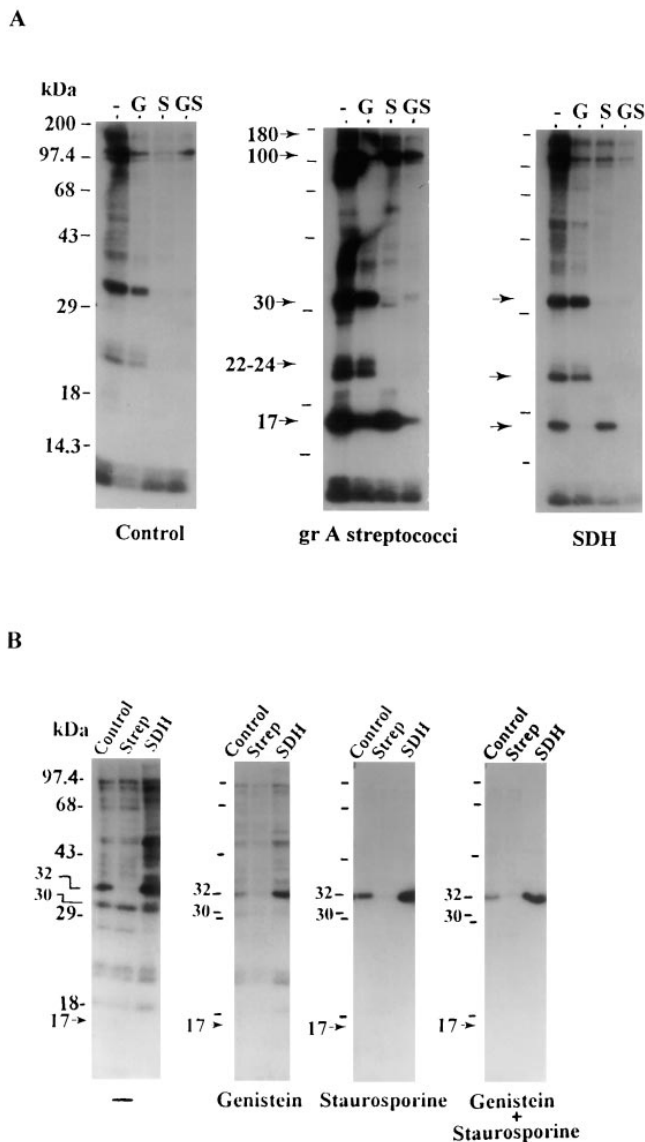 A
kDa
- G S GS
200
97.4
68
43
29
18
14.3
Control
- G S GS
180
100
30
22-24
17
gr A streptococci
- G S GS
SDH
B
kDa
Control Strep SDH
97.4
68
43
32
30
29
18
17
—
Control Strep SDH
32
30
17
Genistein
Control Strep SDH
32
30
17
Staurosporine
Control Strep SDH
32
30
17
Genistein
+
Staurosporine